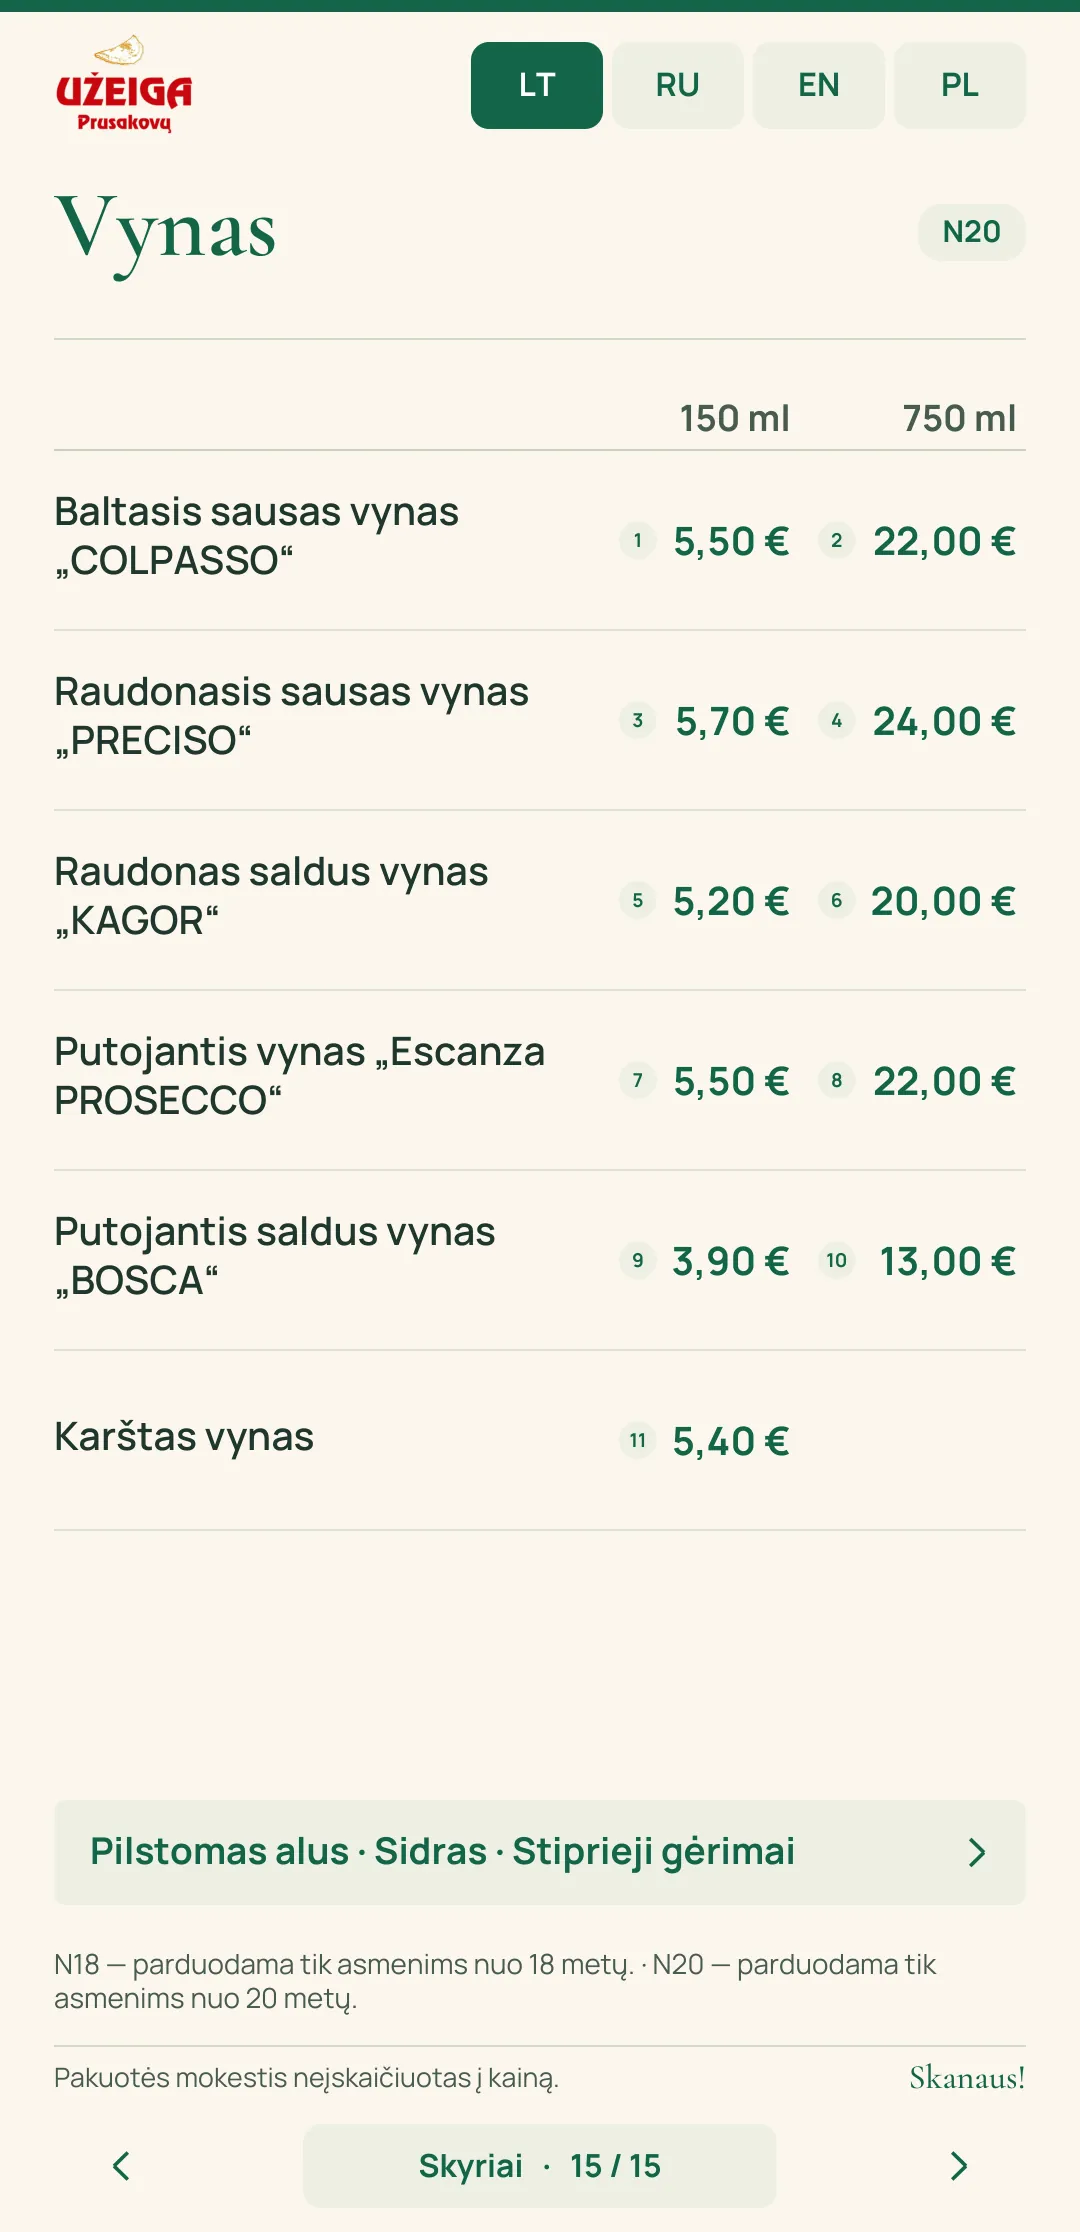 UŽEIGA
Prusakovų
LT RU EN PL
Vynas
N20
150 ml 750 ml
Baltasis sausas vynas
„COLPASSO“
1 5,50 € 2 22,00 €
Raudonasis sausas vynas
„PRECISO“
3 5,70 € 4 24,00 €
Raudonas saldus vynas
„KAGOR“
5 5,20 € 6 20,00 €
Putojantis vynas „Escanza
PROSECCO“
7 5,50 € 8 22,00 €
Putojantis saldus vynas
„BOSCA“
9 3,90 € 10 13,00 €
Karštas vynas
11 5,40 €
Pilstomas alus · Sidras · Stiprieji gėrimai
N18 — parduodama tik asmenims nuo 18 metų. · N20 — parduodama tik
asmenims nuo 20 metų.
Pakuotės mokestis neįskaičiuotas į kainą.
Skanaus!
Skyriai · 15 / 15